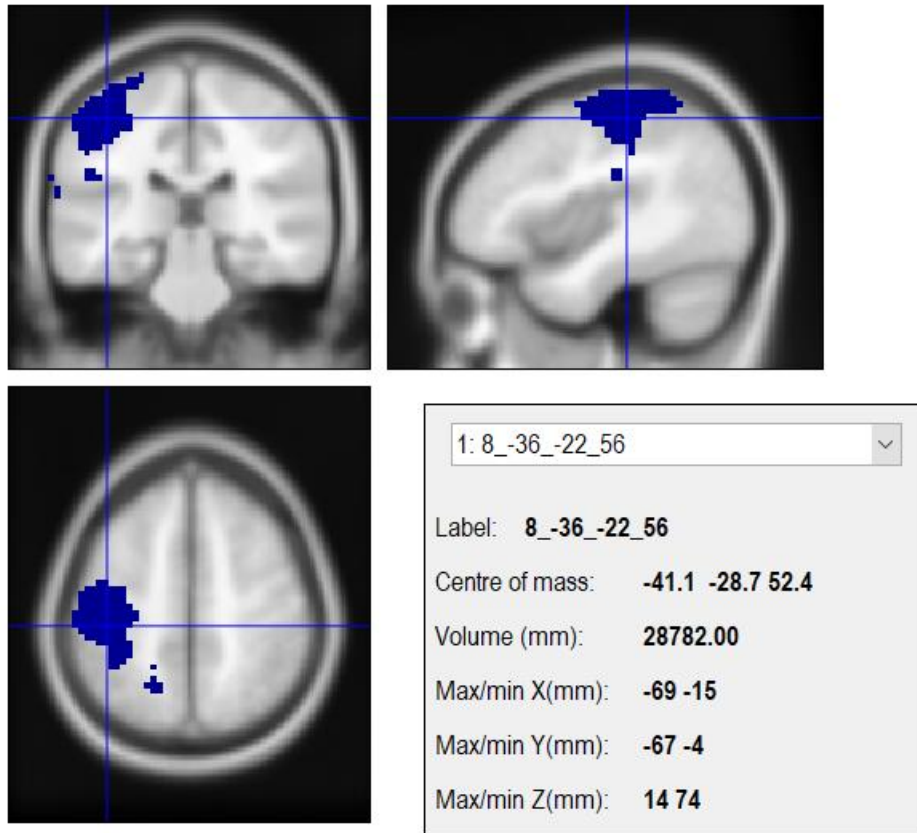 1: 8_-36_-22_56
Label: 8_-36_-22_56
Centre of mass: -41.1 -28.7 52.4
Volume (mm): 28782.00
Max/min X(mm): -69 -15
Max/min Y(mm): -67 -4
Max/min Z(mm): 14 74